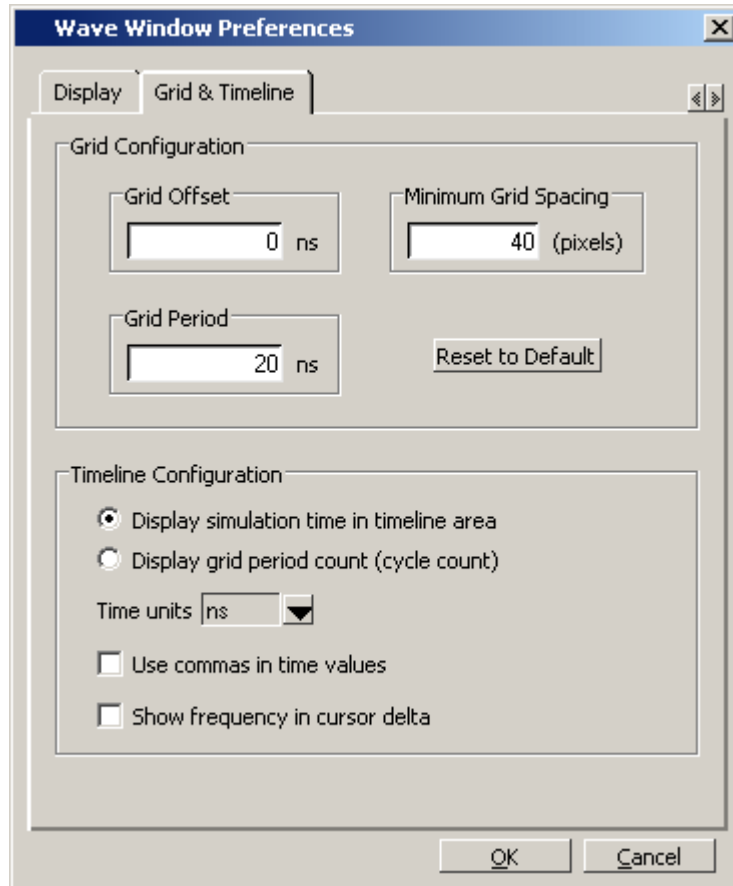 Wave Window Preferences
Display Grid & Timeline
Grid Configuration
Grid Offset
0 ns
Minimum Grid Spacing
40 (pixels)
Grid Period
20 ns
Reset to Default
Timeline Configuration
Display simulation time in timeline area
Display grid period count (cycle count)
Time units ns
Use commas in time values
Show frequency in cursor delta
OK Cancel